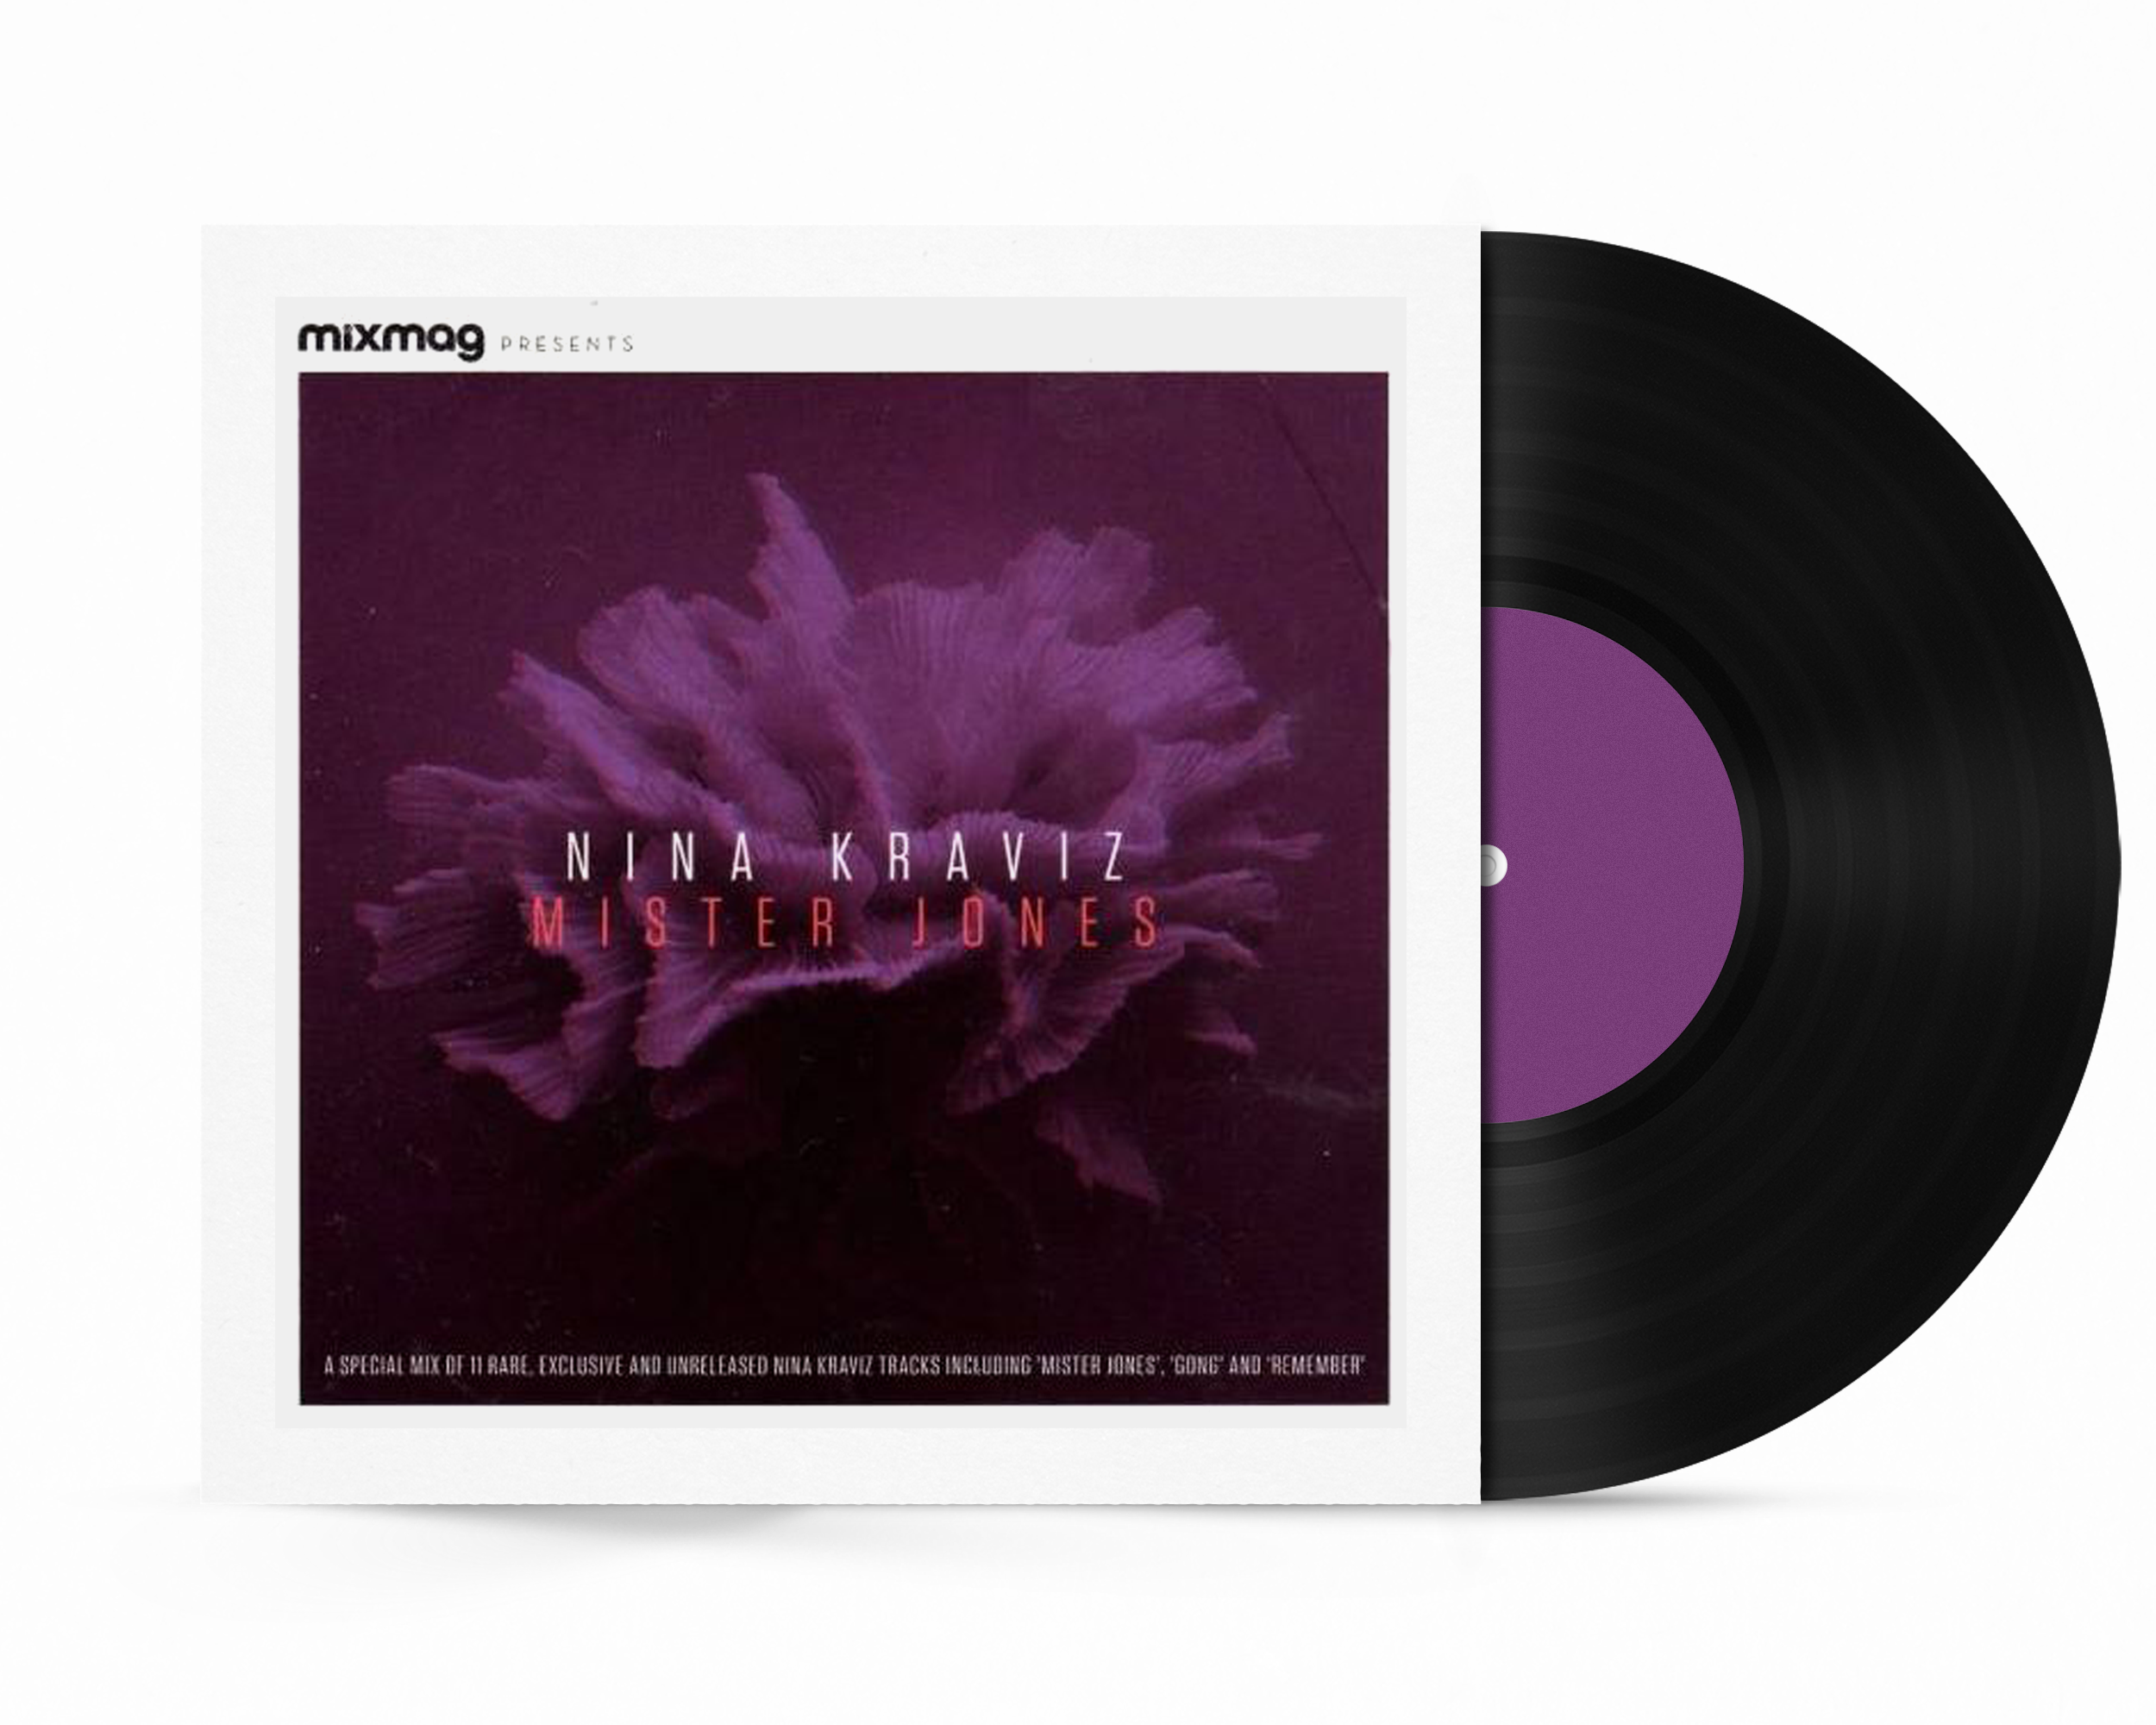 mixmag PRESENTS
NINA KRAVIZ
MISTER JONES
A SPECIAL MIX OF 11 RARE, EXCLUSIVE AND UNRELEASED NINA KRAVIZ TRACKS INCLUDING 'MISTER JONES', 'GONG' AND 'REMEMBER'